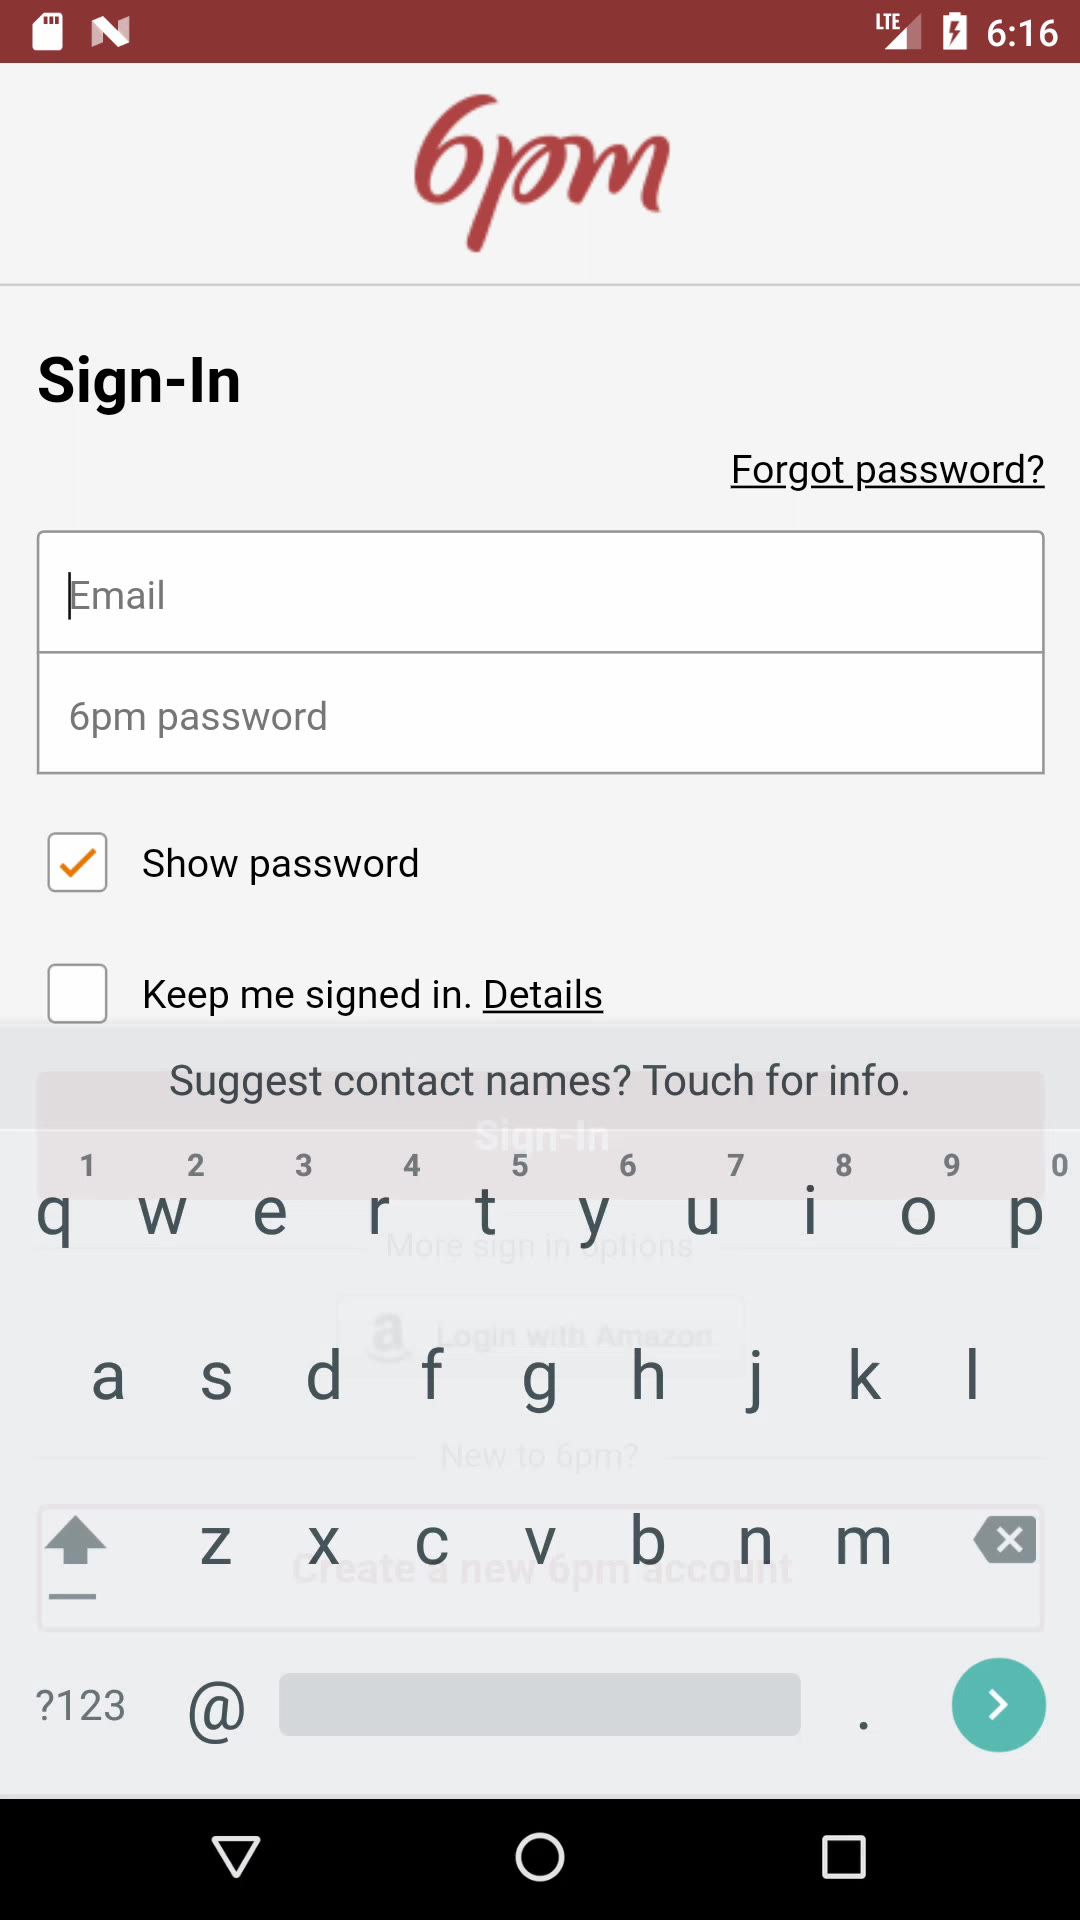 LTE 6:16
6pm
Sign-In
Forgot password?
Email
6pm password
Show password
Keep me signed in. Details
Suggest contact names? Touch for info.
Sign-In
1 2 3 4 5 6 7 8 9 0
q w e r t y u i o p
More sign in options
a Login with Amazon
a s d f g h j k l
New to 6pm?
z x c v b n m
Create a new 6pm account
?123 @ .